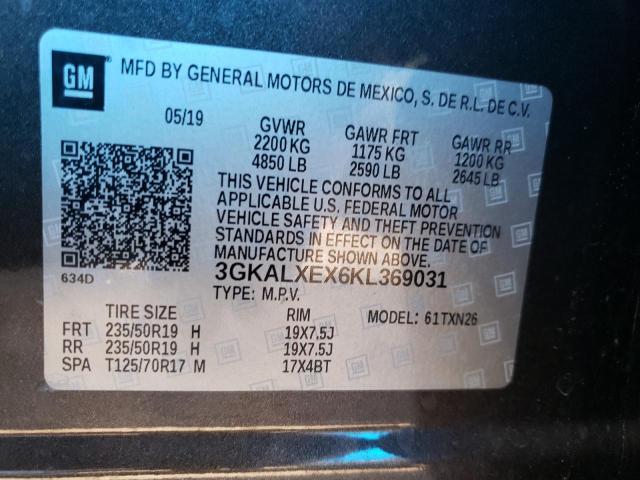 GM
MFD BY GENERAL MOTORS DE MEXICO, S. DE R.L. DE C.V.
05/19 GVWR GAWR FRT GAWR RR
2200 KG 1175 KG 1200 KG
4850 LB 2590 LB 2645 LB
THIS VEHICLE CONFORMS TO ALL
APPLICABLE U.S. FEDERAL MOTOR
VEHICLE SAFETY AND THEFT PREVENTION
STANDARDS IN EFFECT ON THE DATE OF
MANUFACTURE SHOWN ABOVE.
634D 3GKALXEX6KL369031
TYPE: M.P.V.
TIRE SIZE RIM MODEL: 61TXN26
FRT 235/50R19 H 19X7.5J
RR 235/50R19 H 19X7.5J
SPA T125/70R17 M 17X4BT